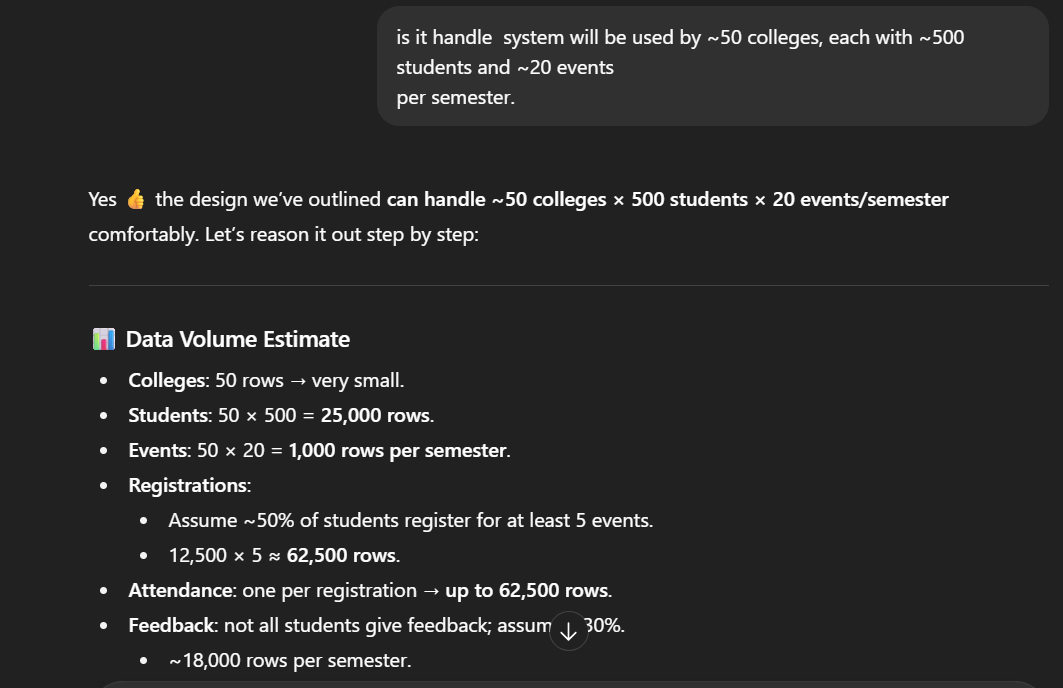 is it handle  system will be used by ~50 colleges, each with ~500
students and ~20 events
per semester.
Yes 👍 the design we’ve outlined can handle ~50 colleges × 500 students × 20 events/semester
comfortably. Let’s reason it out step by step:
📊 Data Volume Estimate
• Colleges: 50 rows → very small.
• Students: 50 × 500 = 25,000 rows.
• Events: 50 × 20 = 1,000 rows per semester.
• Registrations:
• Assume ~50% of students register for at least 5 events.
• 12,500 × 5 ≈ 62,500 rows.
• Attendance: one per registration → up to 62,500 rows.
• Feedback: not all students give feedback; 30%.
• ~18,000 rows per semester.